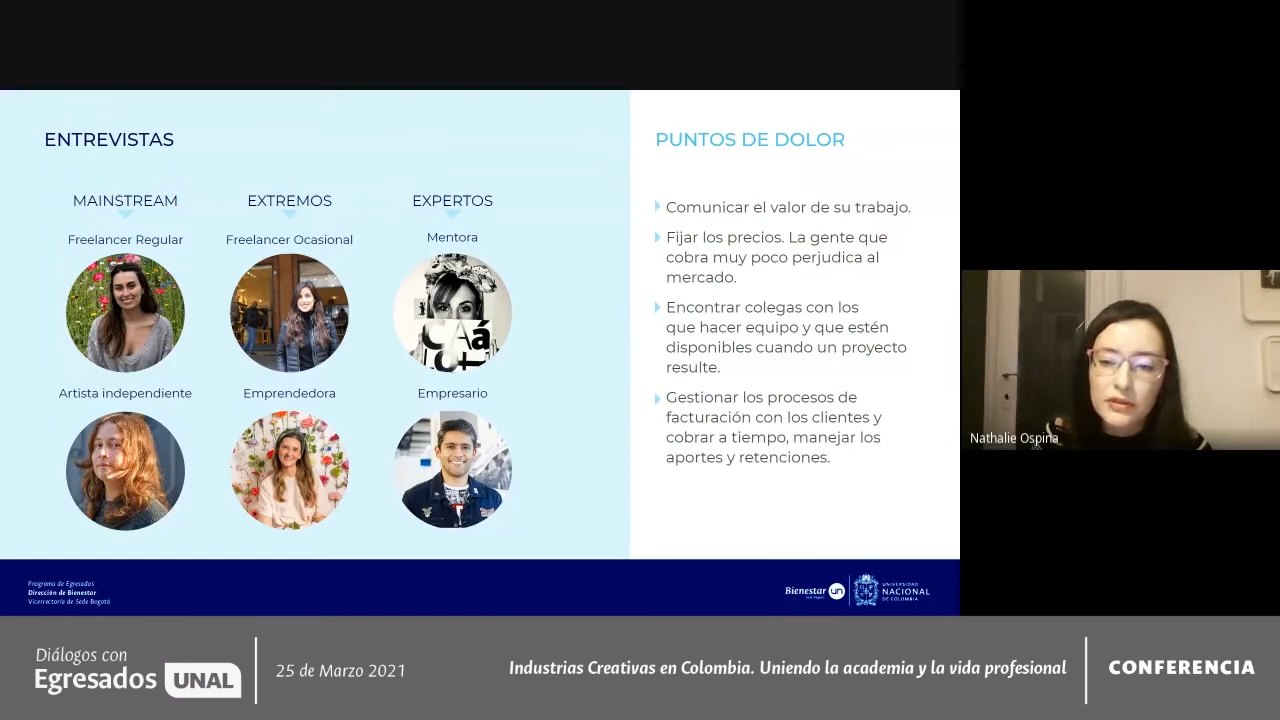 ENTREVISTAS
MAINSTREAM
EXTREMOS
EXPERTOS
Freelancer Regular
Freelancer Ocasional
Mentora
Artista independiente
Emprendedora
Empresario
PUNTOS DE DOLOR
Comunicar el valor de su trabajo.
Fijar los precios. La gente que
cobra muy poco perjudica al
mercado.
Encontrar colegas con los
que hacer equipo y que estén
disponibles cuando un proyecto
resulte.
Gestionar los procesos de
facturación con los clientes y
cobrar a tiempo, manejar los
aportes y retenciones.
Nathalie Ospina
Programa de Egresados
Dirección de Bienestar
Vicerrectoría de Sede Bogotá
Bienestar un
UNIVERSIDAD
NACIONAL
DE COLOMBIA
Diálogos con
Egresados UNAL
25 de Marzo 2021
Industrias Creativas en Colombia. Uniendo la academia y la vida profesional
CONFERENCIA